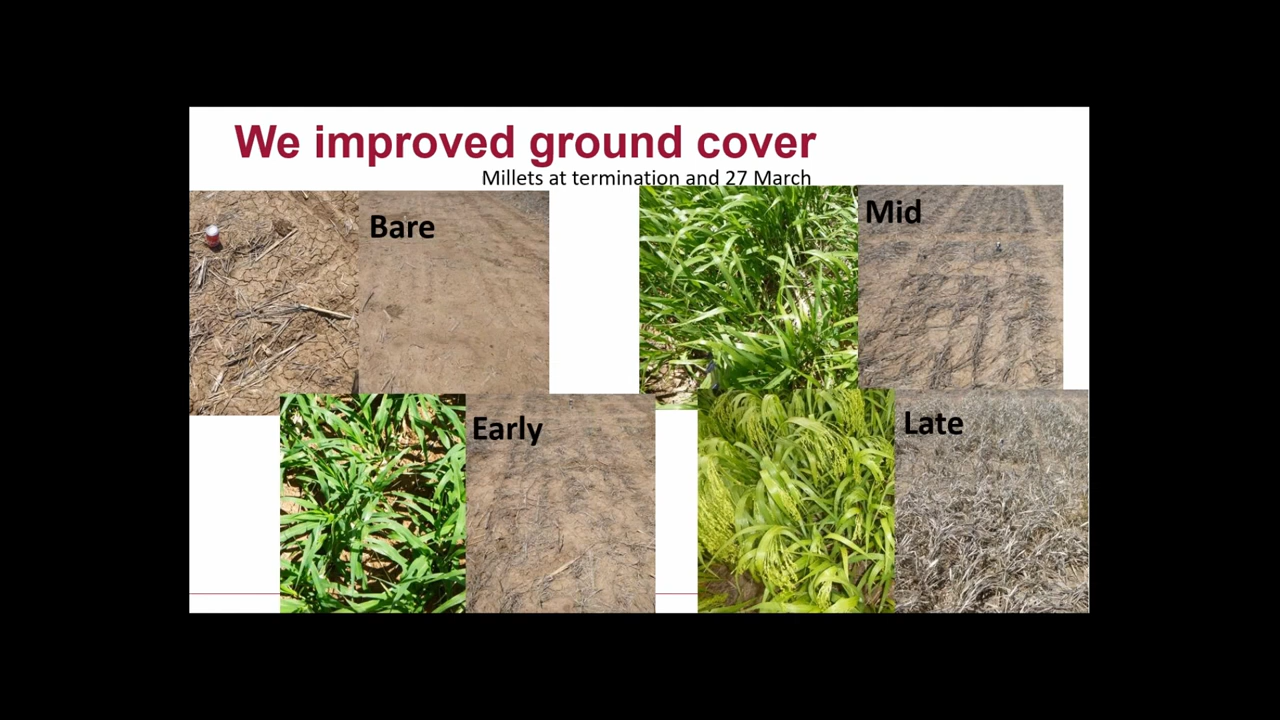 We improved ground cover
Millets at termination and 27 March
Bare
Mid
Early
Late